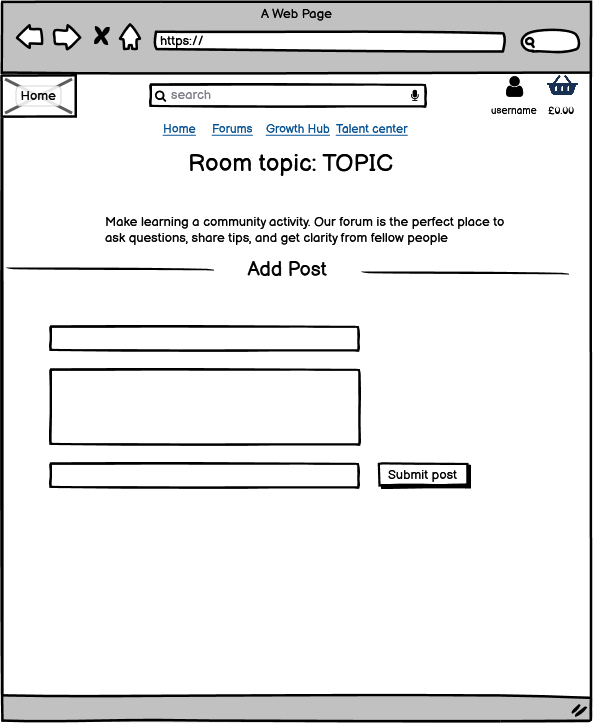 A Web Page
https://
Home
search
username £0.00
Home Forums Growth Hub Talent center
Room topic: TOPIC
Make learning a community activity. Our forum is the perfect place to
ask questions, share tips, and get clarity from fellow people
Add Post
Submit post